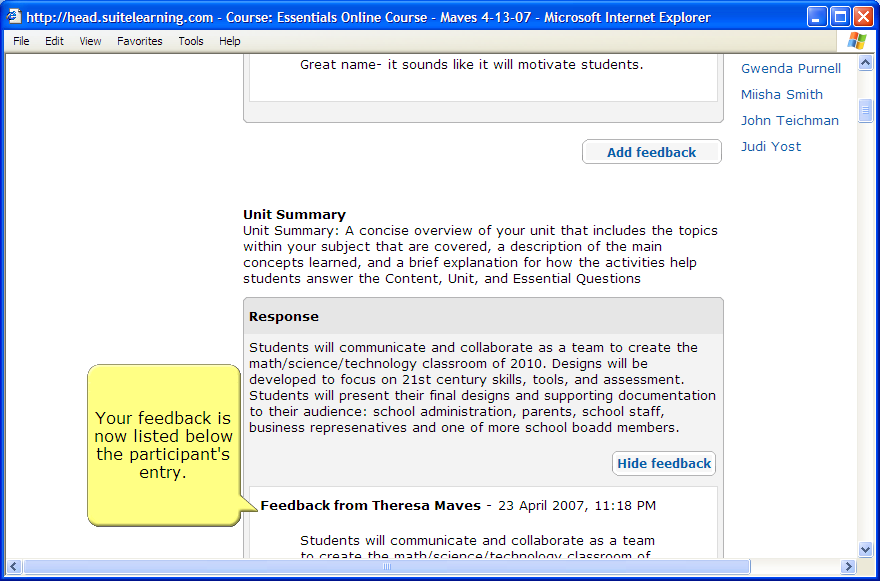 http://head.suitelearning.com - Course: Essentials Online Course - Maves 4-13-07 - Microsoft Internet Explorer
File Edit View Favorites Tools Help
Great name- it sounds like it will motivate students.
Gwenda Purnell
Miisha Smith
John Teichman
Judi Yost
Add feedback
Unit Summary
Unit Summary: A concise overview of your unit that includes the topics
within your subject that are covered, a description of the main
concepts learned, and a brief explanation for how the activities help
students answer the Content, Unit, and Essential Questions
Response
Students will communicate and collaborate as a team to create the
math/science/technology classroom of 2010. Designs will be
developed to focus on 21st century skills, tools, and assessment.
Students will present their final designs and supporting documentation
to their audience: school administration, parents, school staff,
business represenatives and one of more school boadd members.
Hide feedback
Your feedback is
now listed below
the participant's
entry.
Feedback from Theresa Maves - 23 April 2007, 11:18 PM
Students will communicate and collaborate as a team
to create the math/science/technology classroom of